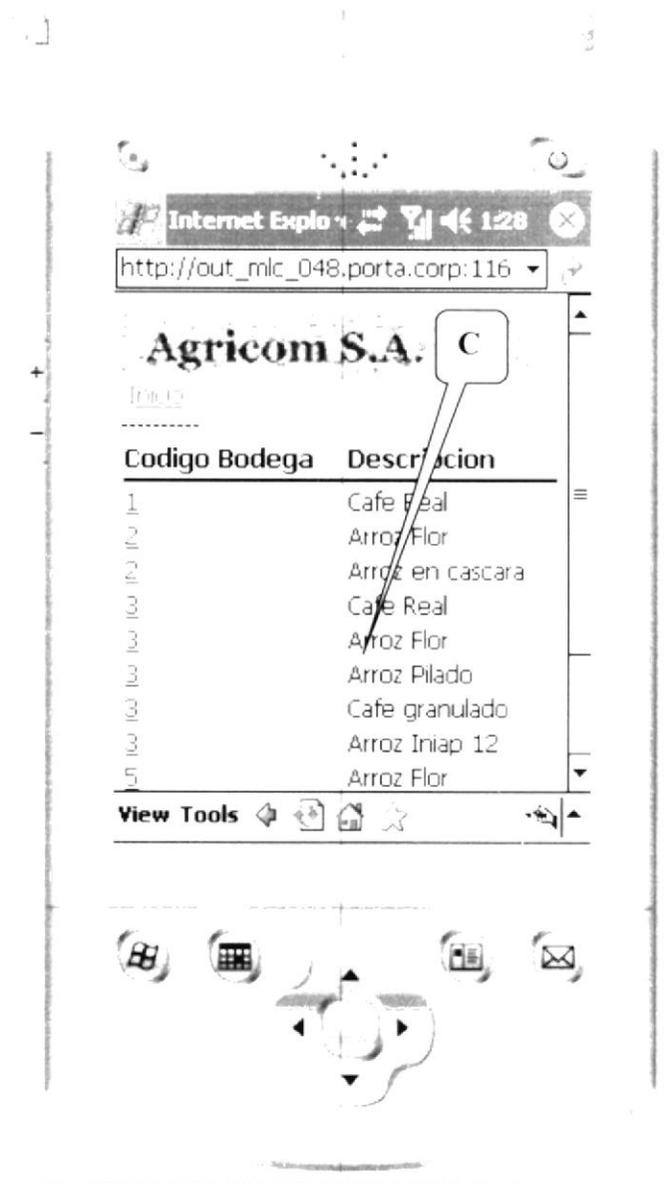 Internet Explo 1:28
http://out_mlc_048.porta.corp:116
Agricom S.A.
C
Inicio
Codigo Bodega Descripcion
1 Cafe Real
2 Arroz Flor
2 Arroz en cascara
3 Cafe Real
3 Arroz Flor
3 Arroz Pilado
3 Cafe granulado
3 Arroz Iniap 12
5 Arroz Flor
View Tools